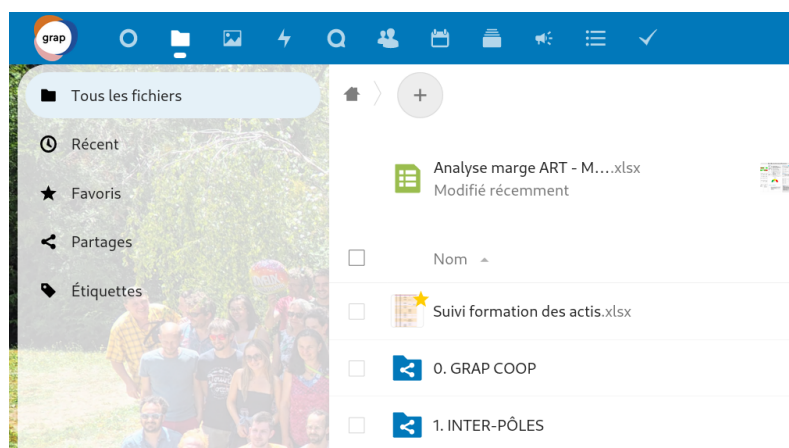 grap
Tous les fichiers
Récent
Favoris
Partages
Étiquettes
Analyse marge ART - M....xlsx
Modifié récemment
Nom
Suivi formation des actis.xlsx
0. GRAP COOP
1. INTER-PÔLES